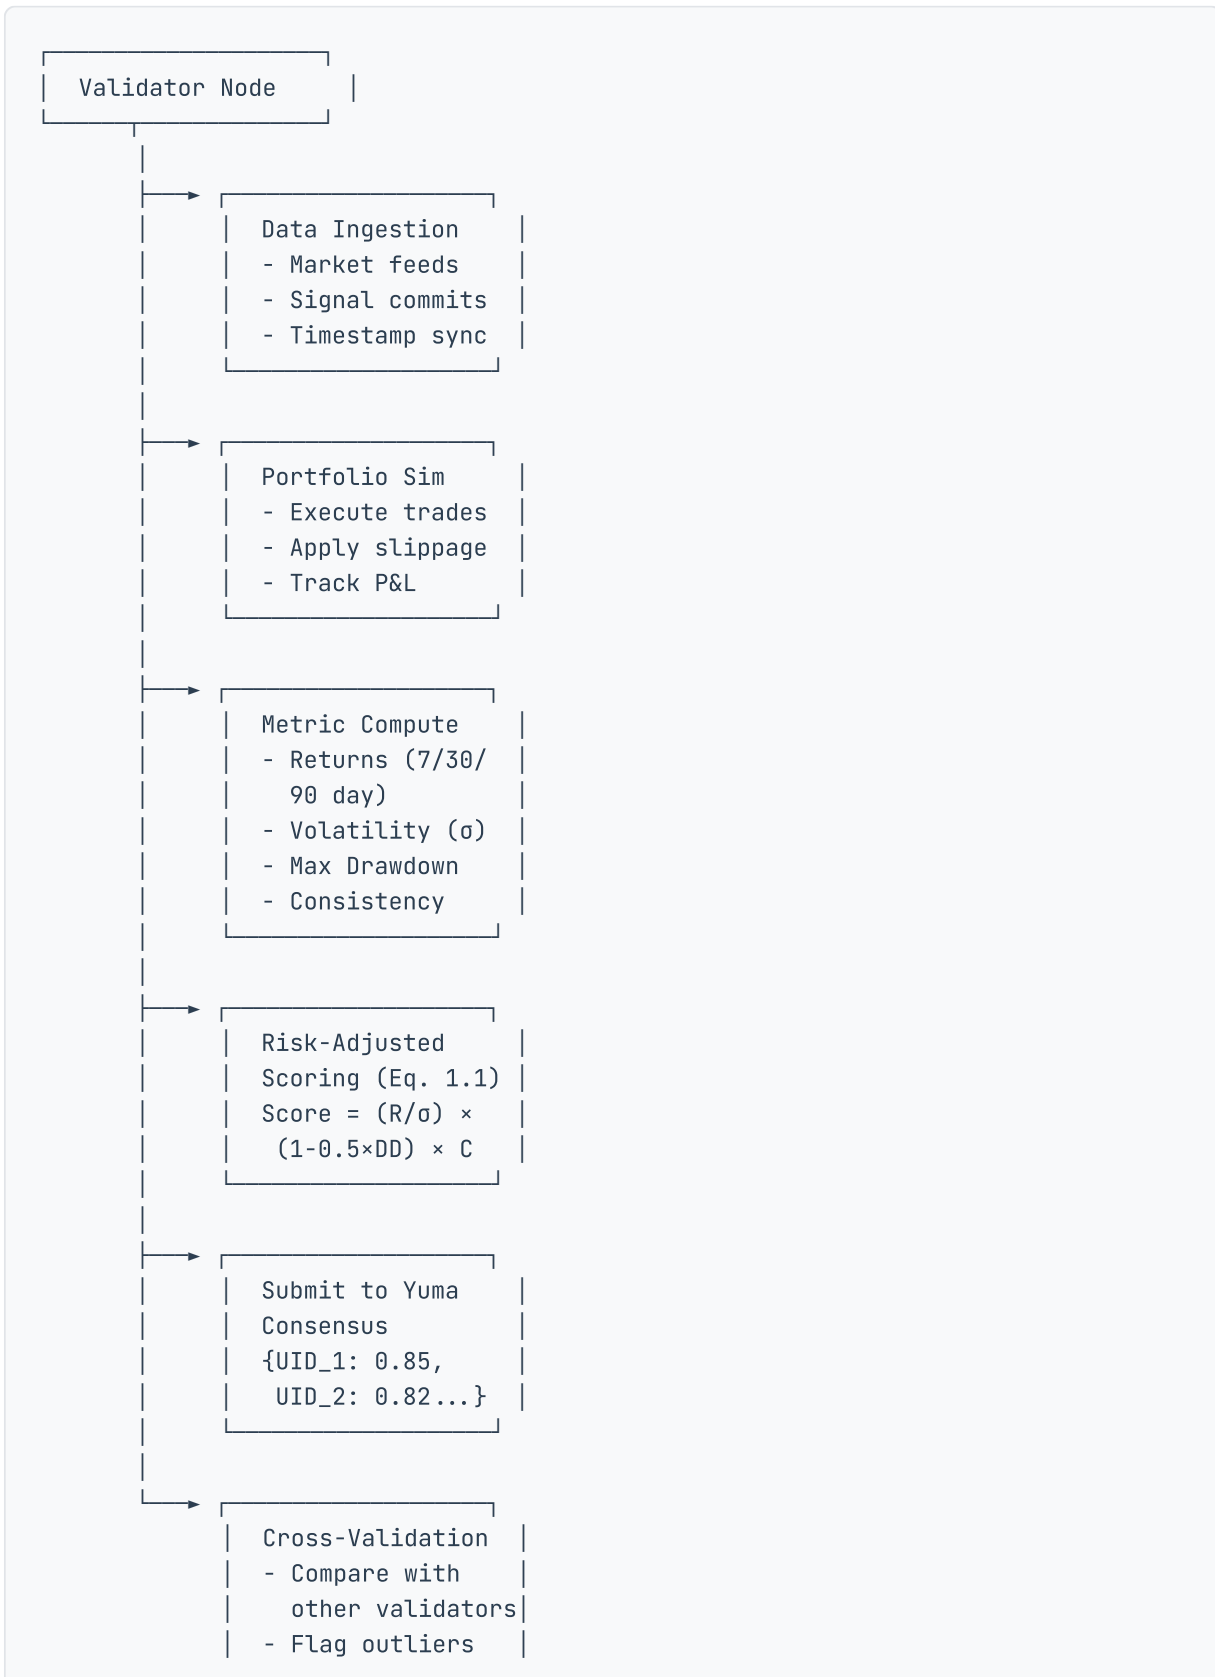 Validator Node
Data Ingestion
- Market feeds
- Signal commits
- Timestamp sync
Portfolio Sim
- Execute trades
- Apply slippage
- Track P&L
Metric Compute
- Returns (7/30/
90 day)
- Volatility (σ)
- Max Drawdown
- Consistency
Risk-Adjusted
Scoring (Eq. 1.1)
Score = (R/σ) ×
(1-0.5×DD) × C
Submit to Yuma
Consensus
{UID_1: 0.85,
UID_2: 0.82...}
Cross-Validation
- Compare with
other validators
- Flag outliers